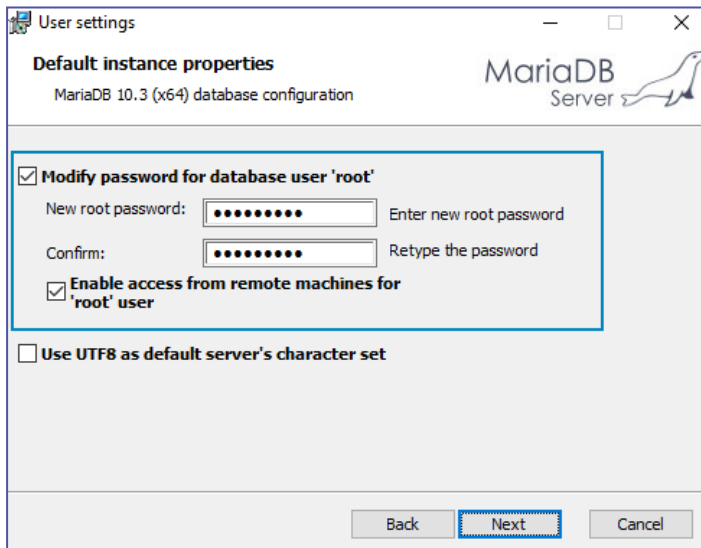 User settings
Default instance properties
MariaDB 10.3 (x64) database configuration
MariaDB
Server
Modify password for database user 'root'
New root password: ●●●●●●●●● Enter new root password
Confirm: ●●●●●●●●● Retype the password
Enable access from remote machines for
'root' user
Use UTF8 as default server's character set
Back Next Cancel